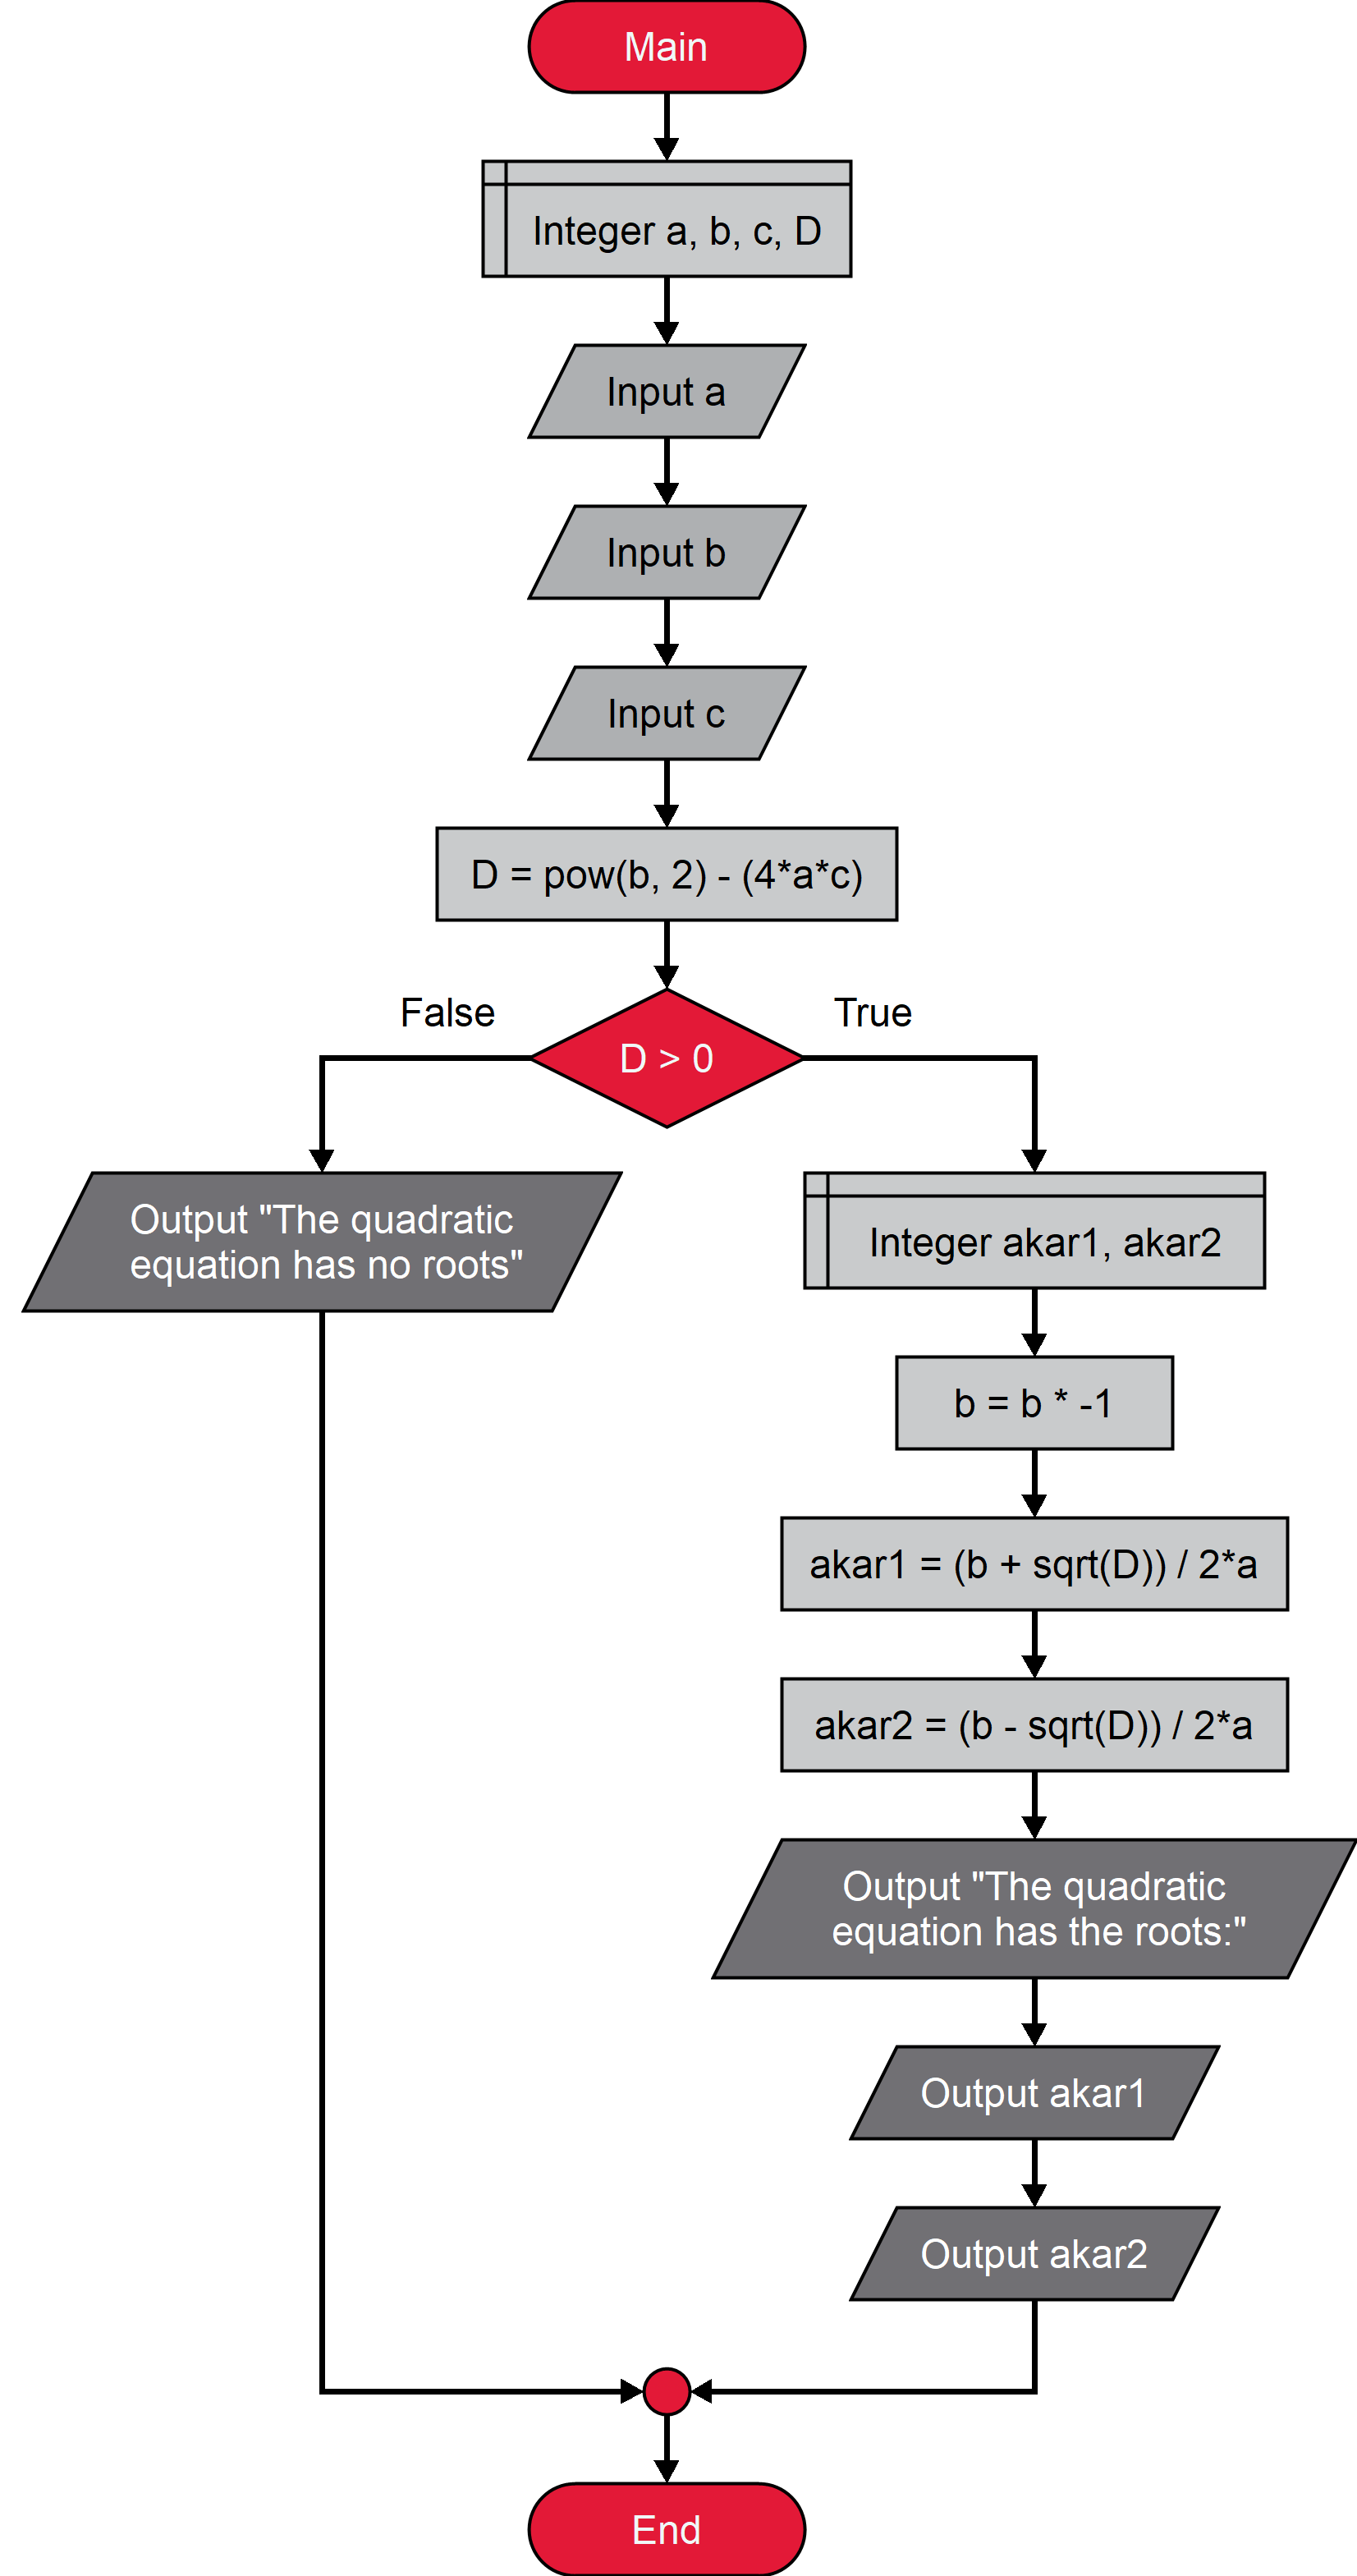 Main
Integer a, b, c, D
Input a
Input b
Input c
D = pow(b, 2) - (4*a*c)
False
True
D > 0
Output "The quadratic
equation has no roots"
Integer akar1, akar2
b = b * -1
akar1 = (b + sqrt(D)) / 2*a
akar2 = (b - sqrt(D)) / 2*a
Output "The quadratic
equation has the roots:"
Output akar1
Output akar2
End